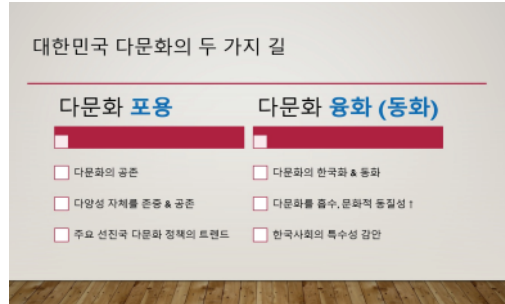 대한민국 다문화의 두 가지 길
다문화 포용
다문화의 공존
다양성 자체를 존중 & 공존
주요 선진국 다문화 정책의 트렌드
다문화 융화 (동화)
다문화의 한국화 & 동화
다문화를 흡수, 문화적 동질성 ↑
한국사회의 특수성 감안